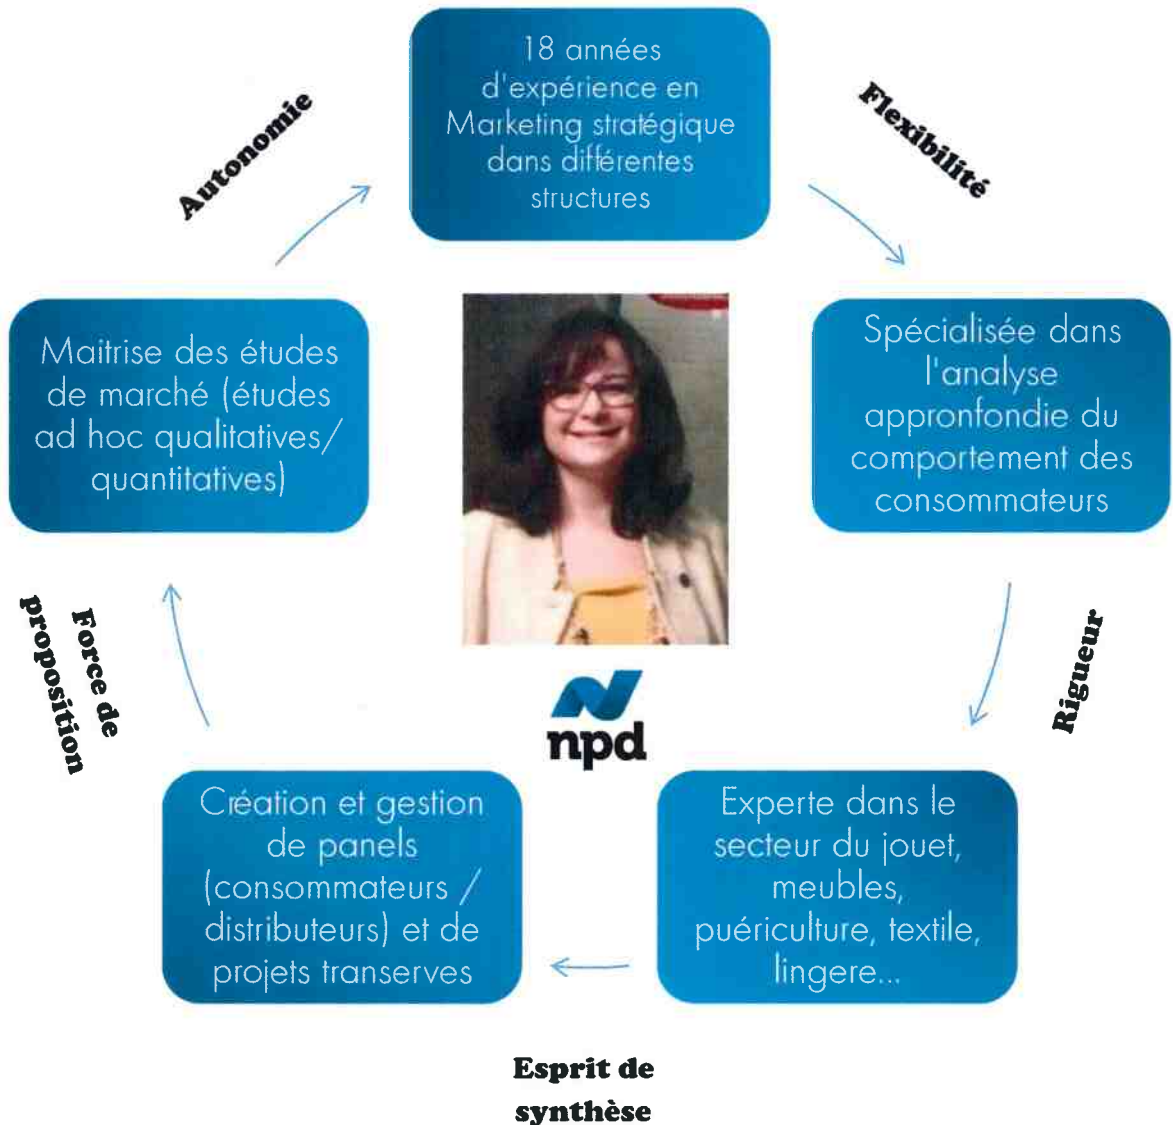 18 années
d'expérience en
Marketing stratégique
dans différentes
structures
Flexibilité
Spécialisée dans
l'analyse
appronfondie du
comportement des
consommateurs
Rigueur
Experte dans le
secteur du jouet,
meubles,
puériculture, textile,
lingere...
Esprit de
synthèse
Création et gestion
de panels
(consommateurs /
distributeurs) et de
projets transerves
Force de
proposition
Maitrise des études
de marché (études
ad hoc qualitatives/
quantitatives)
Autonomie
npd